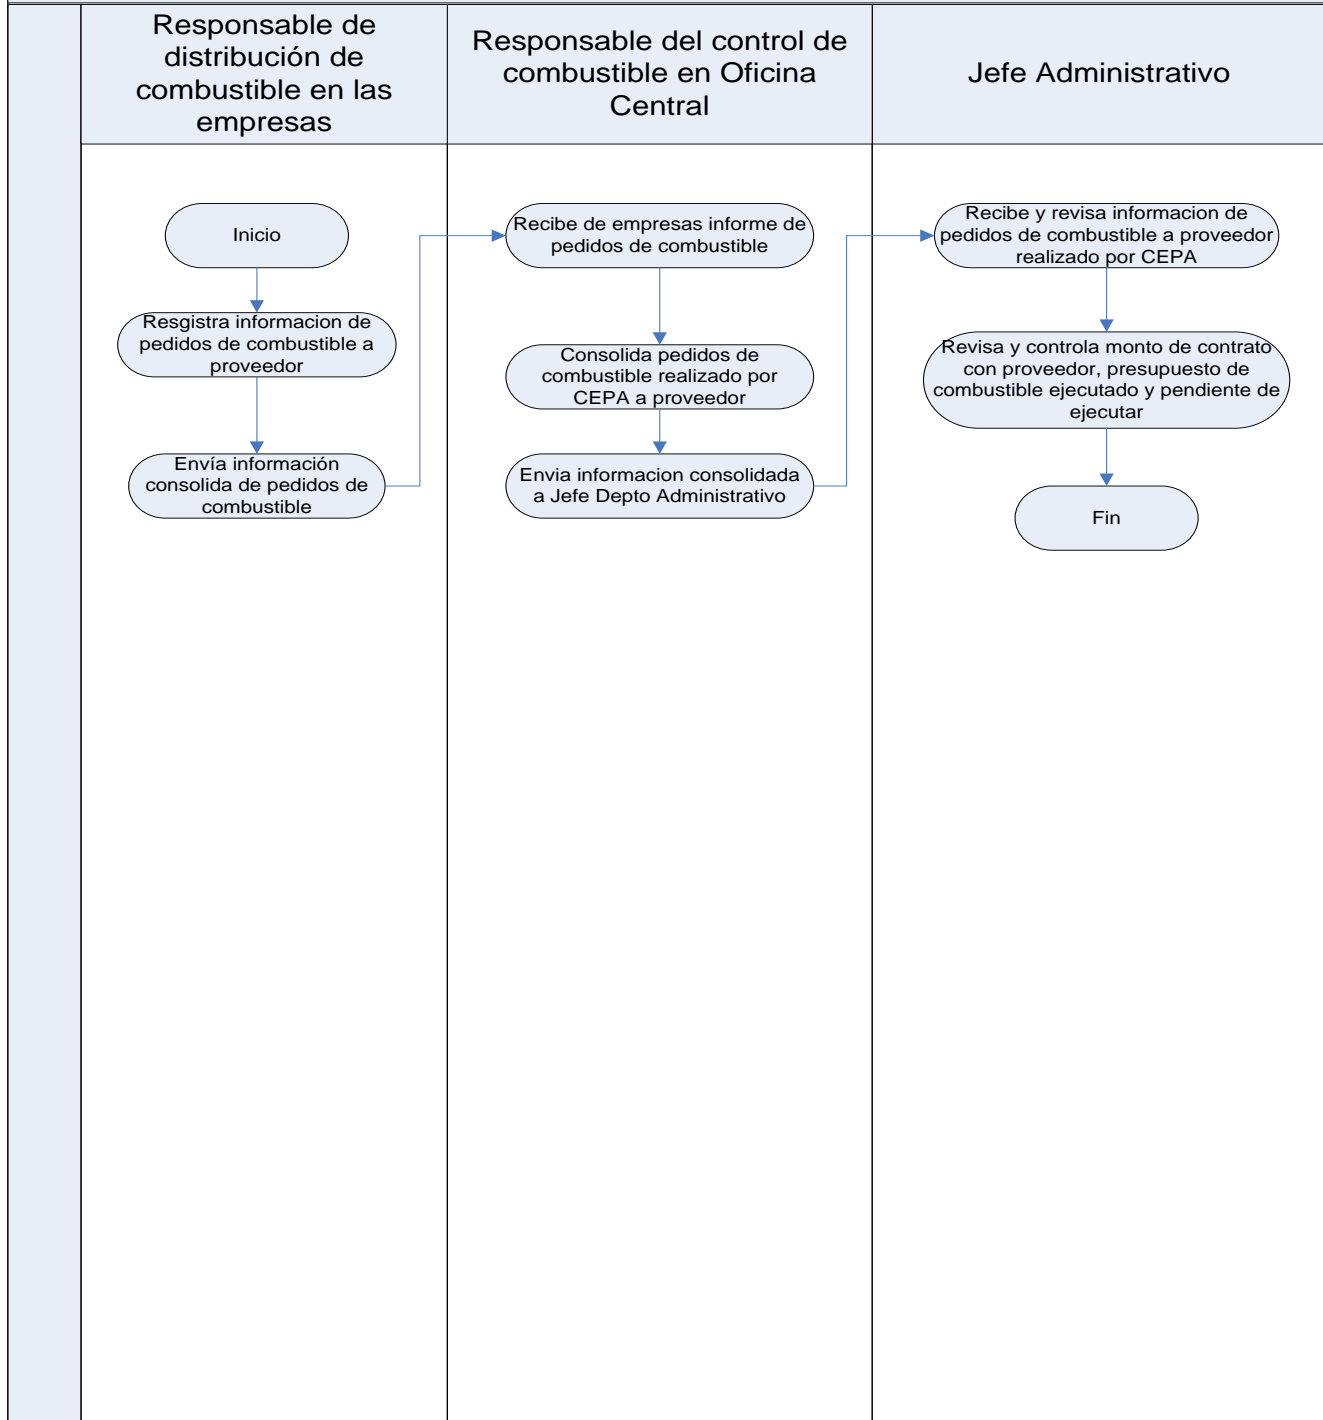 Responsable de
distribución de
combustible en las
empresas
Responsable del control de
combustible en Oficina
Central
Jefe Administrativo
Inicio
Resgistra informacion de
pedidos de combustible a
proveedor
Envía información
consolida de pedidos de
combustible
Recibe de empresas informe de
pedidos de combustible
Consolida pedidos de
combustible realizado por
CEPA a proveedor
Envia informacion consolidada
a Jefe Depto Administrativo
Recibe y revisa informacion de
pedidos de combustible a proveedor
realizado por CEPA
Revisa y controla monto de contrato
con proveedor, presupuesto de
combustible ejecutado y pendiente de
ejecutar
Fin